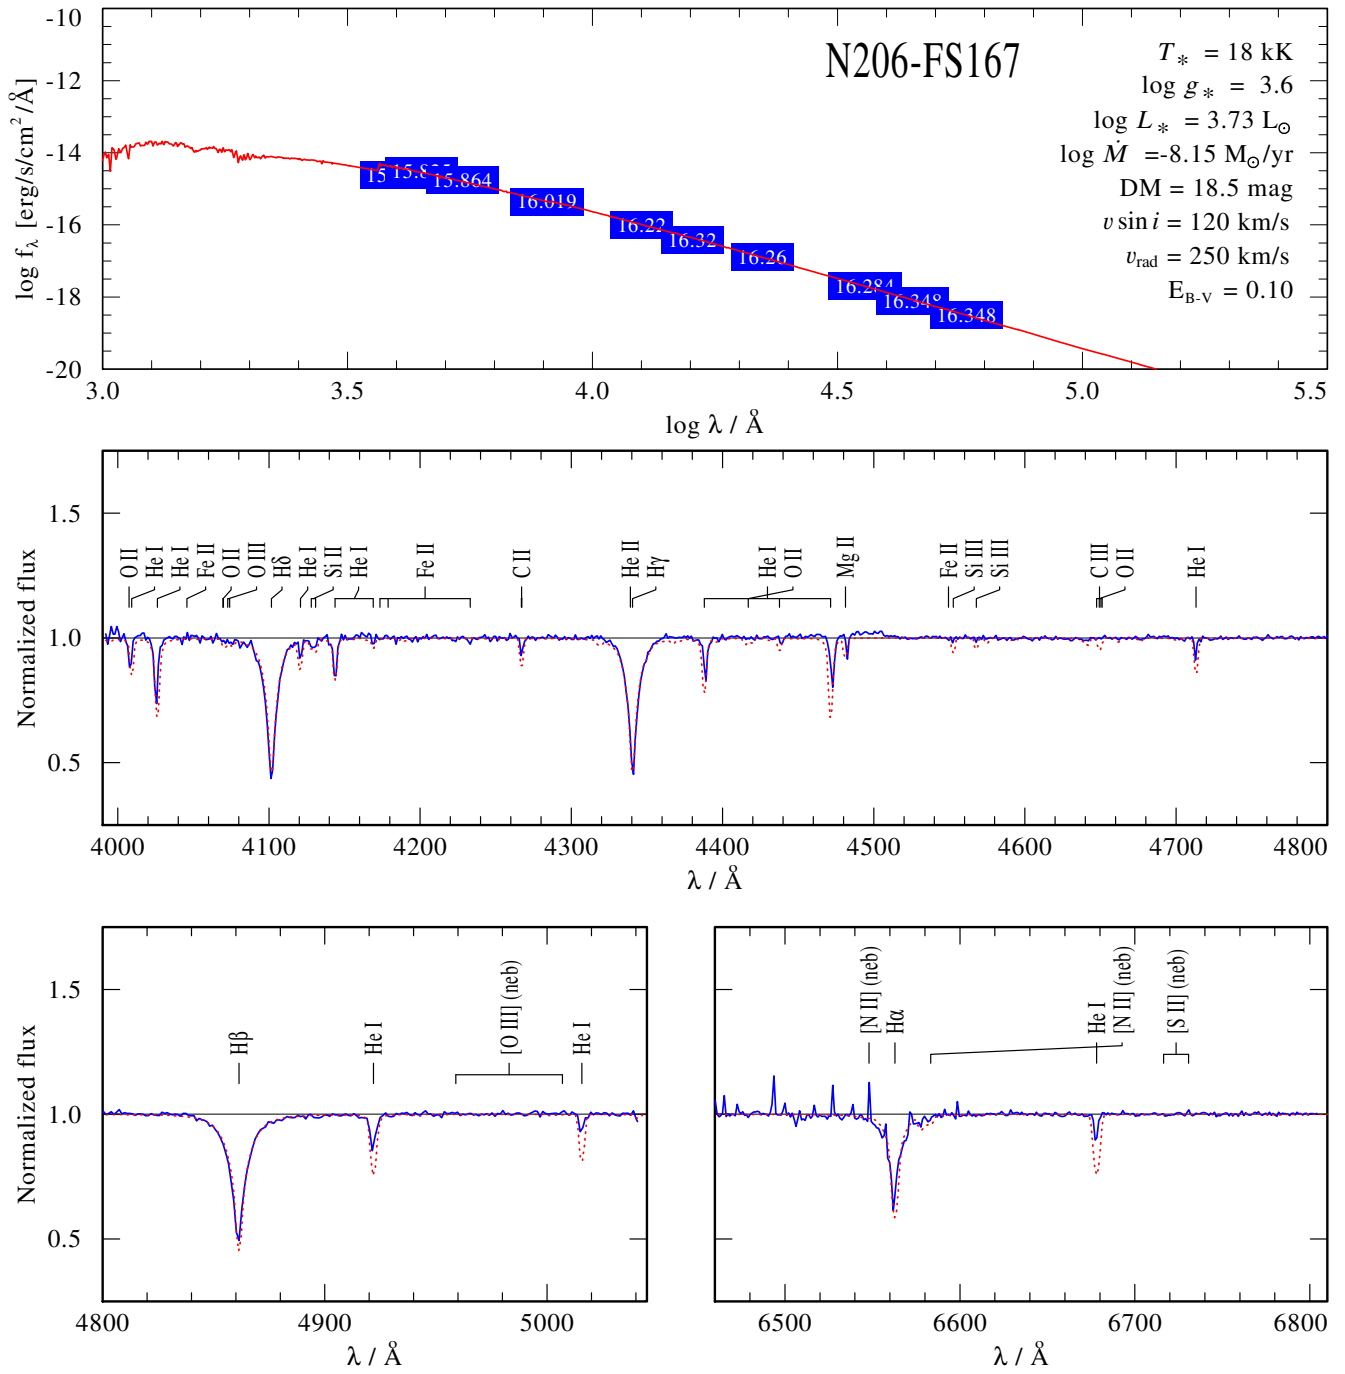 N206-FS167
T* = 18 kK
log g* = 3.6
log L* = 3.73 L⊙
log Ṁ =-8.15 M⊙/yr
DM = 18.5 mag
v sin i = 120 km/s
vrad = 250 km/s
EB-V = 0.10
log fλ [erg/s/cm²/Å]
-10
-12
-14
-16
-18
-20
15.864
16.019
16.22
16.32
16.26
16.284
16.348
16.348
3.0 3.5 4.0 4.5 5.0 5.5
log λ / Å
Normalized flux
1.5
1.0
0.5
O II
He I
He I
Fe II
O II
O III
Hδ
He I
Si II
He I
Fe II
C II
He II
Hγ
He I
O II
Mg II
Fe II
Si III
Si III
C III
O II
He I
4000 4100 4200 4300 4400 4500 4600 4700 4800
λ / Å
Normalized flux
1.5
1.0
0.5
Hβ
He I
[O III] (neb)
He I
4800 4900 5000
λ / Å
[N II] (neb)
Hα
He I
[N II] (neb)
[S II] (neb)
6500 6600 6700 6800
λ / Å